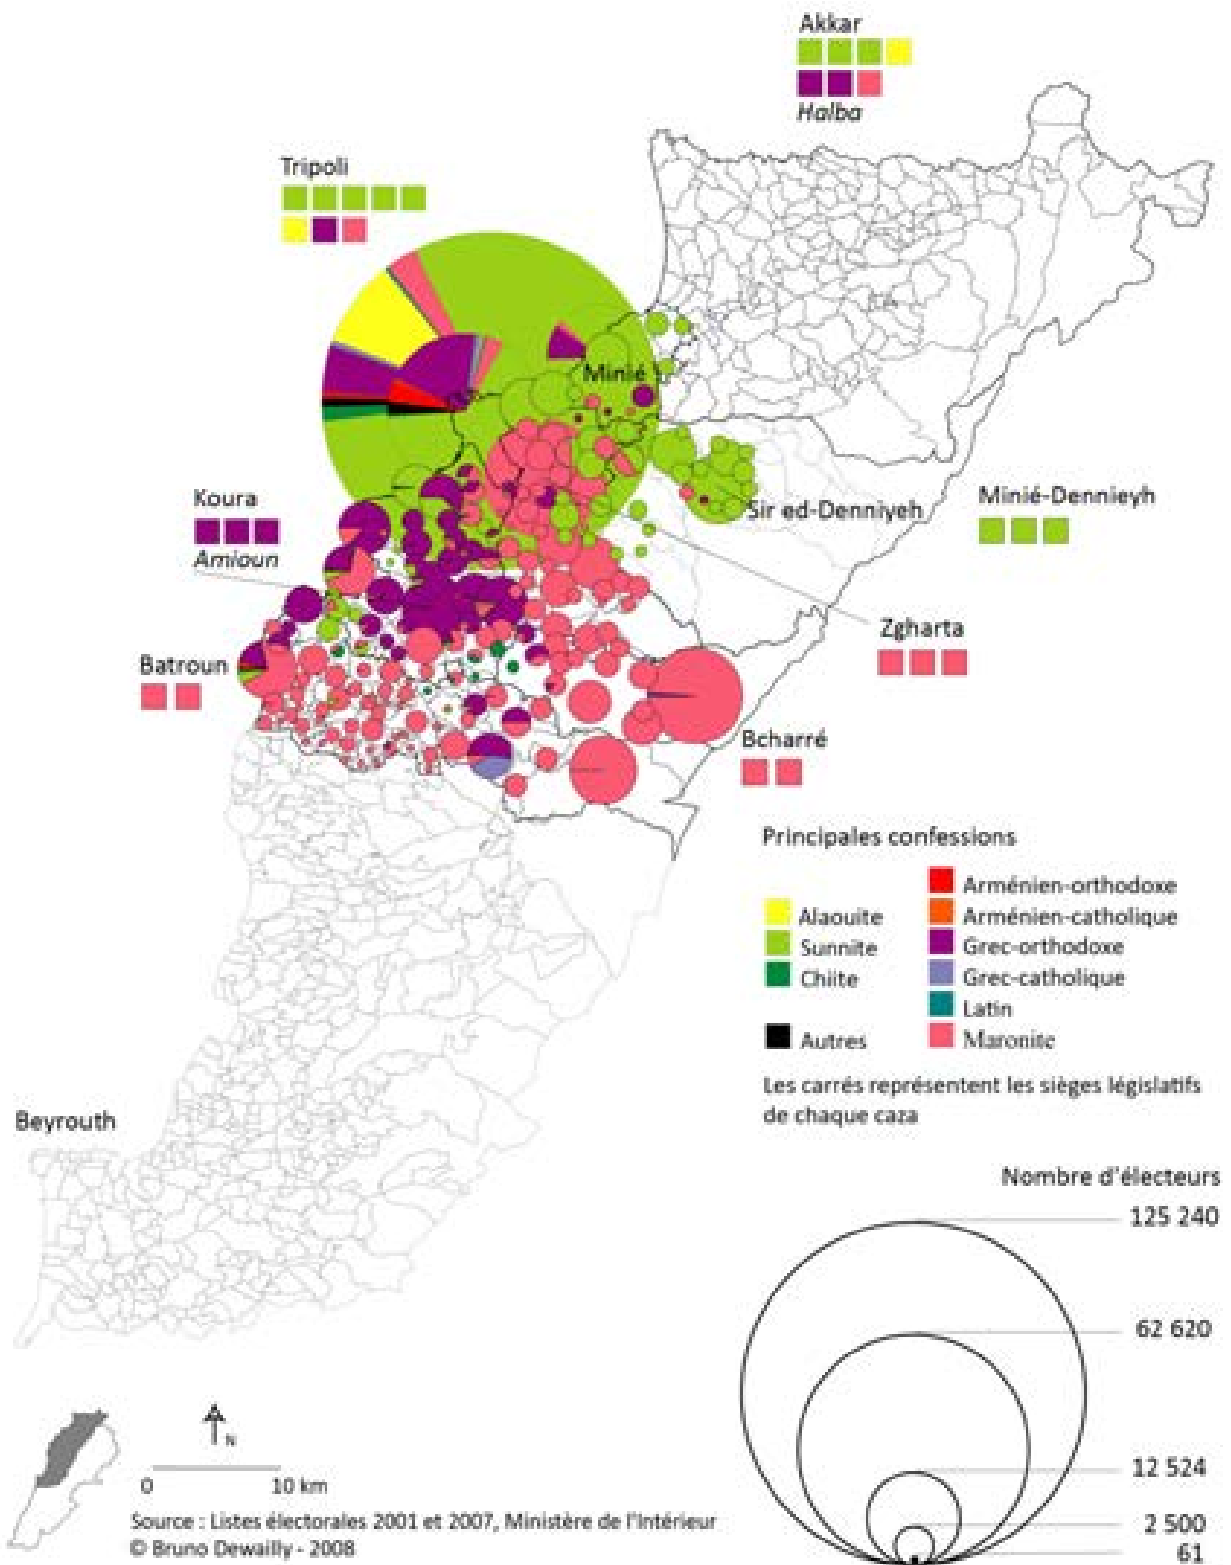 Akkar
Halba
Tripoli
Minié
Koura
Amioun
Sir ed-Denniyeh
Minié-Dennieyh
Zgharta
Batroun
Bcharré
Principales confessions
Alaouite
Sunnite
Chiite
Autres
Arménien-orthodoxe
Arménien-catholique
Grec-orthodoxe
Grec-catholique
Latin
Maronite
Les carrés représentent les sièges législatifs
de chaque caza
Beyrouth
Nombre d'électeurs
125 240
62 620
12 524
2 500
61
N
0 10 km
Source : Listes électorales 2001 et 2007, Ministère de l'Intérieur
© Bruno Dewailly - 2008